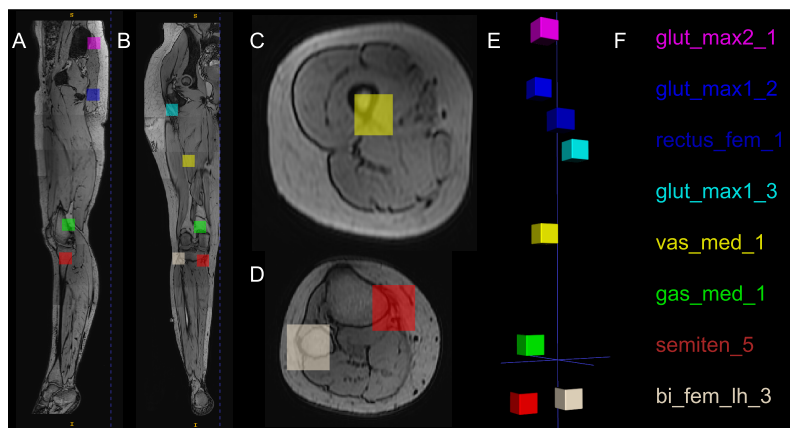 S
S
A
B
C
D
E
F
glut_max2_1
glut_max1_2
rectus_fem_1
glut_max1_3
vas_med_1
gas_med_1
semiten_5
bi_fem_lh_3
I
I